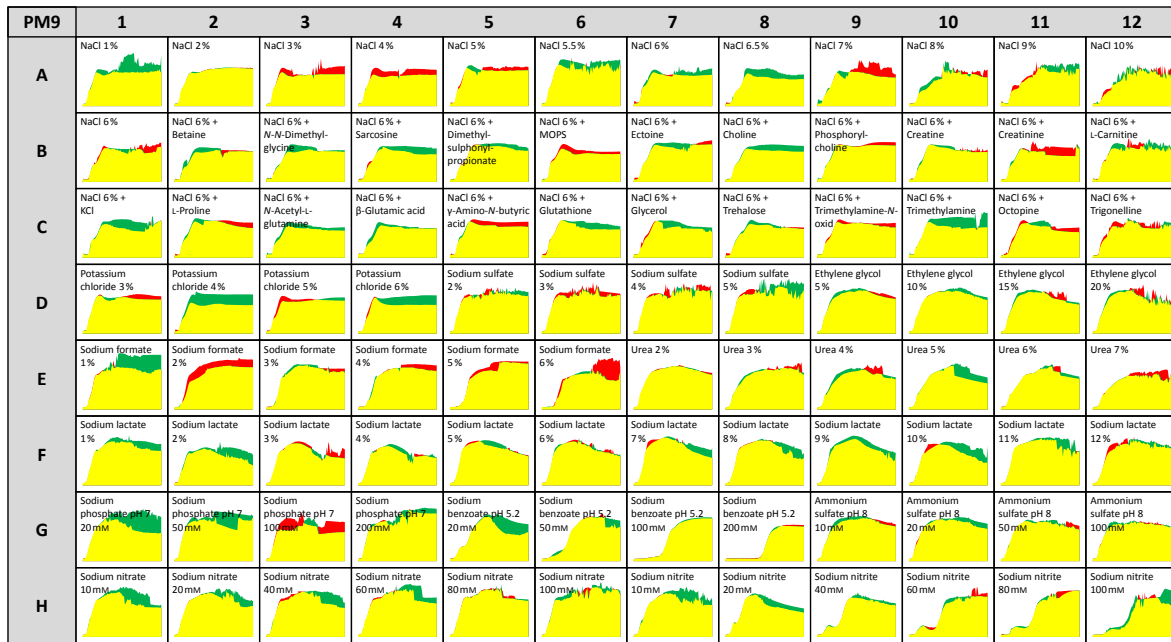 PM9 1 2 3 4 5 6 7 8 9 10 11 12
A
NaCl 1%
NaCl 2%
NaCl 3%
NaCl 4%
NaCl 5%
NaCl 5.5%
NaCl 6%
NaCl 6.5%
NaCl 7%
NaCl 8%
NaCl 9%
NaCl 10%
B
NaCl 6%
NaCl 6% +
Betaine
NaCl 6% +
N-N-Dimethyl-
glycine
NaCl 6% +
Sarcosine
NaCl 6% +
Dimethyl-
sulphonyl-
propionate
NaCl 6% +
MOPS
NaCl 6% +
Ectoine
NaCl 6% +
Choline
NaCl 6% +
Phosphoryl-
choline
NaCl 6% +
Creatine
NaCl 6% +
Creatinine
NaCl 6% +
L-Carnitine
C
NaCl 6% +
KCl
NaCl 6% +
L-Proline
NaCl 6% +
N-Acetyl-L-
glutamine
NaCl 6% +
β-Glutamic acid
NaCl 6% +
γ-Amino-N-butyric
acid
NaCl 6% +
Glutathione
NaCl 6% +
Glycerol
NaCl 6% +
Trehalose
NaCl 6% +
Trimethylamine-N-
oxid
NaCl 6% +
Trimethylamine
NaCl 6% +
Octopine
NaCl 6% +
Trigonelline
D
Potassium
chloride 3%
Potassium
chloride 4%
Potassium
chloride 5%
Potassium
chloride 6%
Sodium sulfate
2%
Sodium sulfate
3%
Sodium sulfate
4%
Sodium sulfate
5%
Ethylene glycol
5%
Ethylene glycol
10%
Ethylene glycol
15%
Ethylene glycol
20%
E
Sodium formate
1%
Sodium formate
2%
Sodium formate
3%
Sodium formate
4%
Sodium formate
5%
Sodium formate
6%
Urea 2%
Urea 3%
Urea 4%
Urea 5%
Urea 6%
Urea 7%
F
Sodium lactate
1%
Sodium lactate
2%
Sodium lactate
3%
Sodium lactate
4%
Sodium lactate
5%
Sodium lactate
6%
Sodium lactate
7%
Sodium lactate
8%
Sodium lactate
9%
Sodium lactate
10%
Sodium lactate
11%
Sodium lactate
12%
G
Sodium
phosphate pH 7
20 mM
Sodium
phosphate pH 7
50 mM
Sodium
phosphate pH 7
100 mM
Sodium
phosphate pH 7
200 mM
Sodium
benzoate pH 5.2
20 mM
Sodium
benzoate pH 5.2
50 mM
Sodium
benzoate pH 5.2
100 mM
Sodium
benzoate pH 5.2
200 mM
Ammonium
sulfate pH 8
10 mM
Ammonium
sulfate pH 8
20 mM
Ammonium
sulfate pH 8
50 mM
Ammonium
sulfate pH 8
100 mM
H
Sodium nitrate
10 mM
Sodium nitrate
20 mM
Sodium nitrate
40 mM
Sodium nitrate
60 mM
Sodium nitrate
80 mM
Sodium nitrate
100 mM
Sodium nitrite
10 mM
Sodium nitrite
20 mM
Sodium nitrite
40 mM
Sodium nitrite
60 mM
Sodium nitrite
80 mM
Sodium nitrite
100 mM